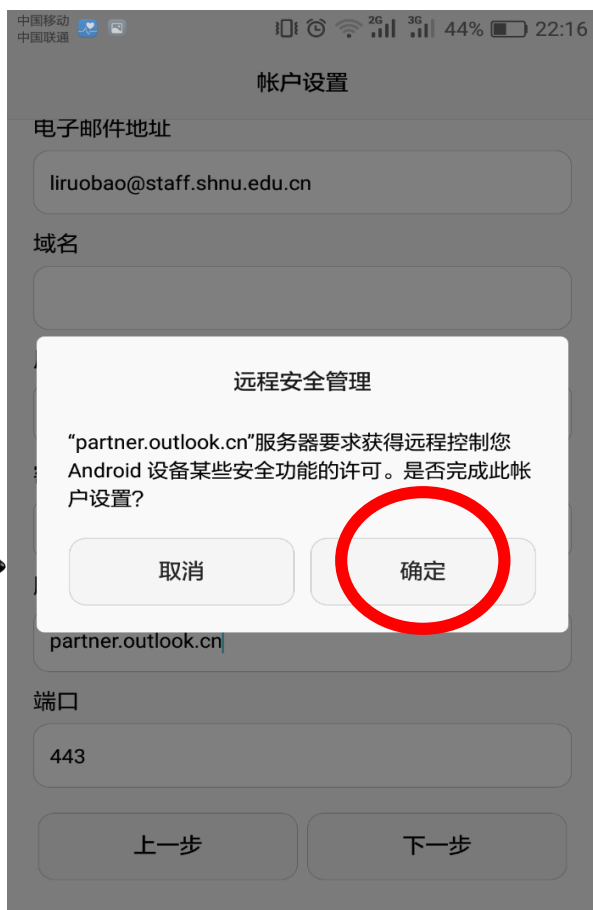 中国移动
中国联通
2G 3G 44% 22:16
帐户设置
电子邮件地址
liruobao@staff.shnu.edu.cn
域名
远程安全管理
“partner.outlook.cn”服务器要求获得远程控制您
Android 设备某些安全功能的许可。是否完成此帐
户设置?
取消 确定
partner.outlook.cn
端口
443
上一步 下一步